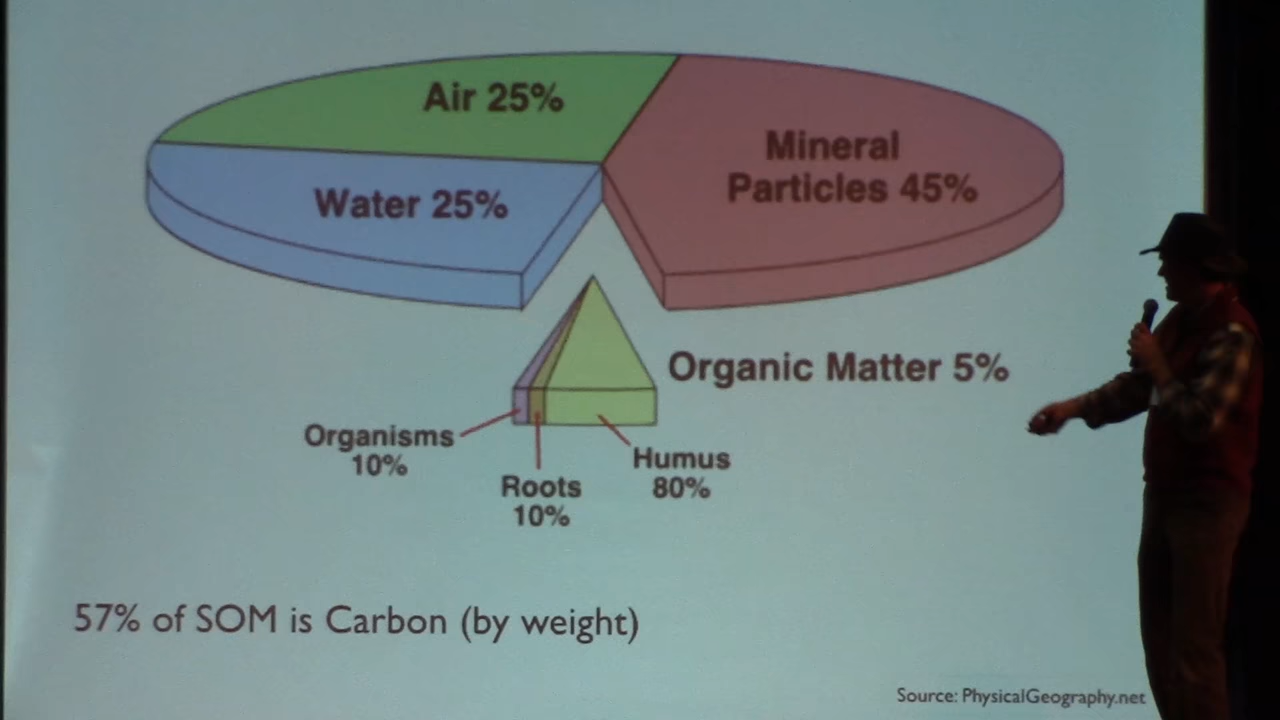 Air 25%
Mineral
Particles 45%
Water 25%
Organic Matter 5%
Organisms
10%
Roots
10%
Humus
80%
57% of SOM is Carbon (by weight)
Source: PhysicalGeography.net